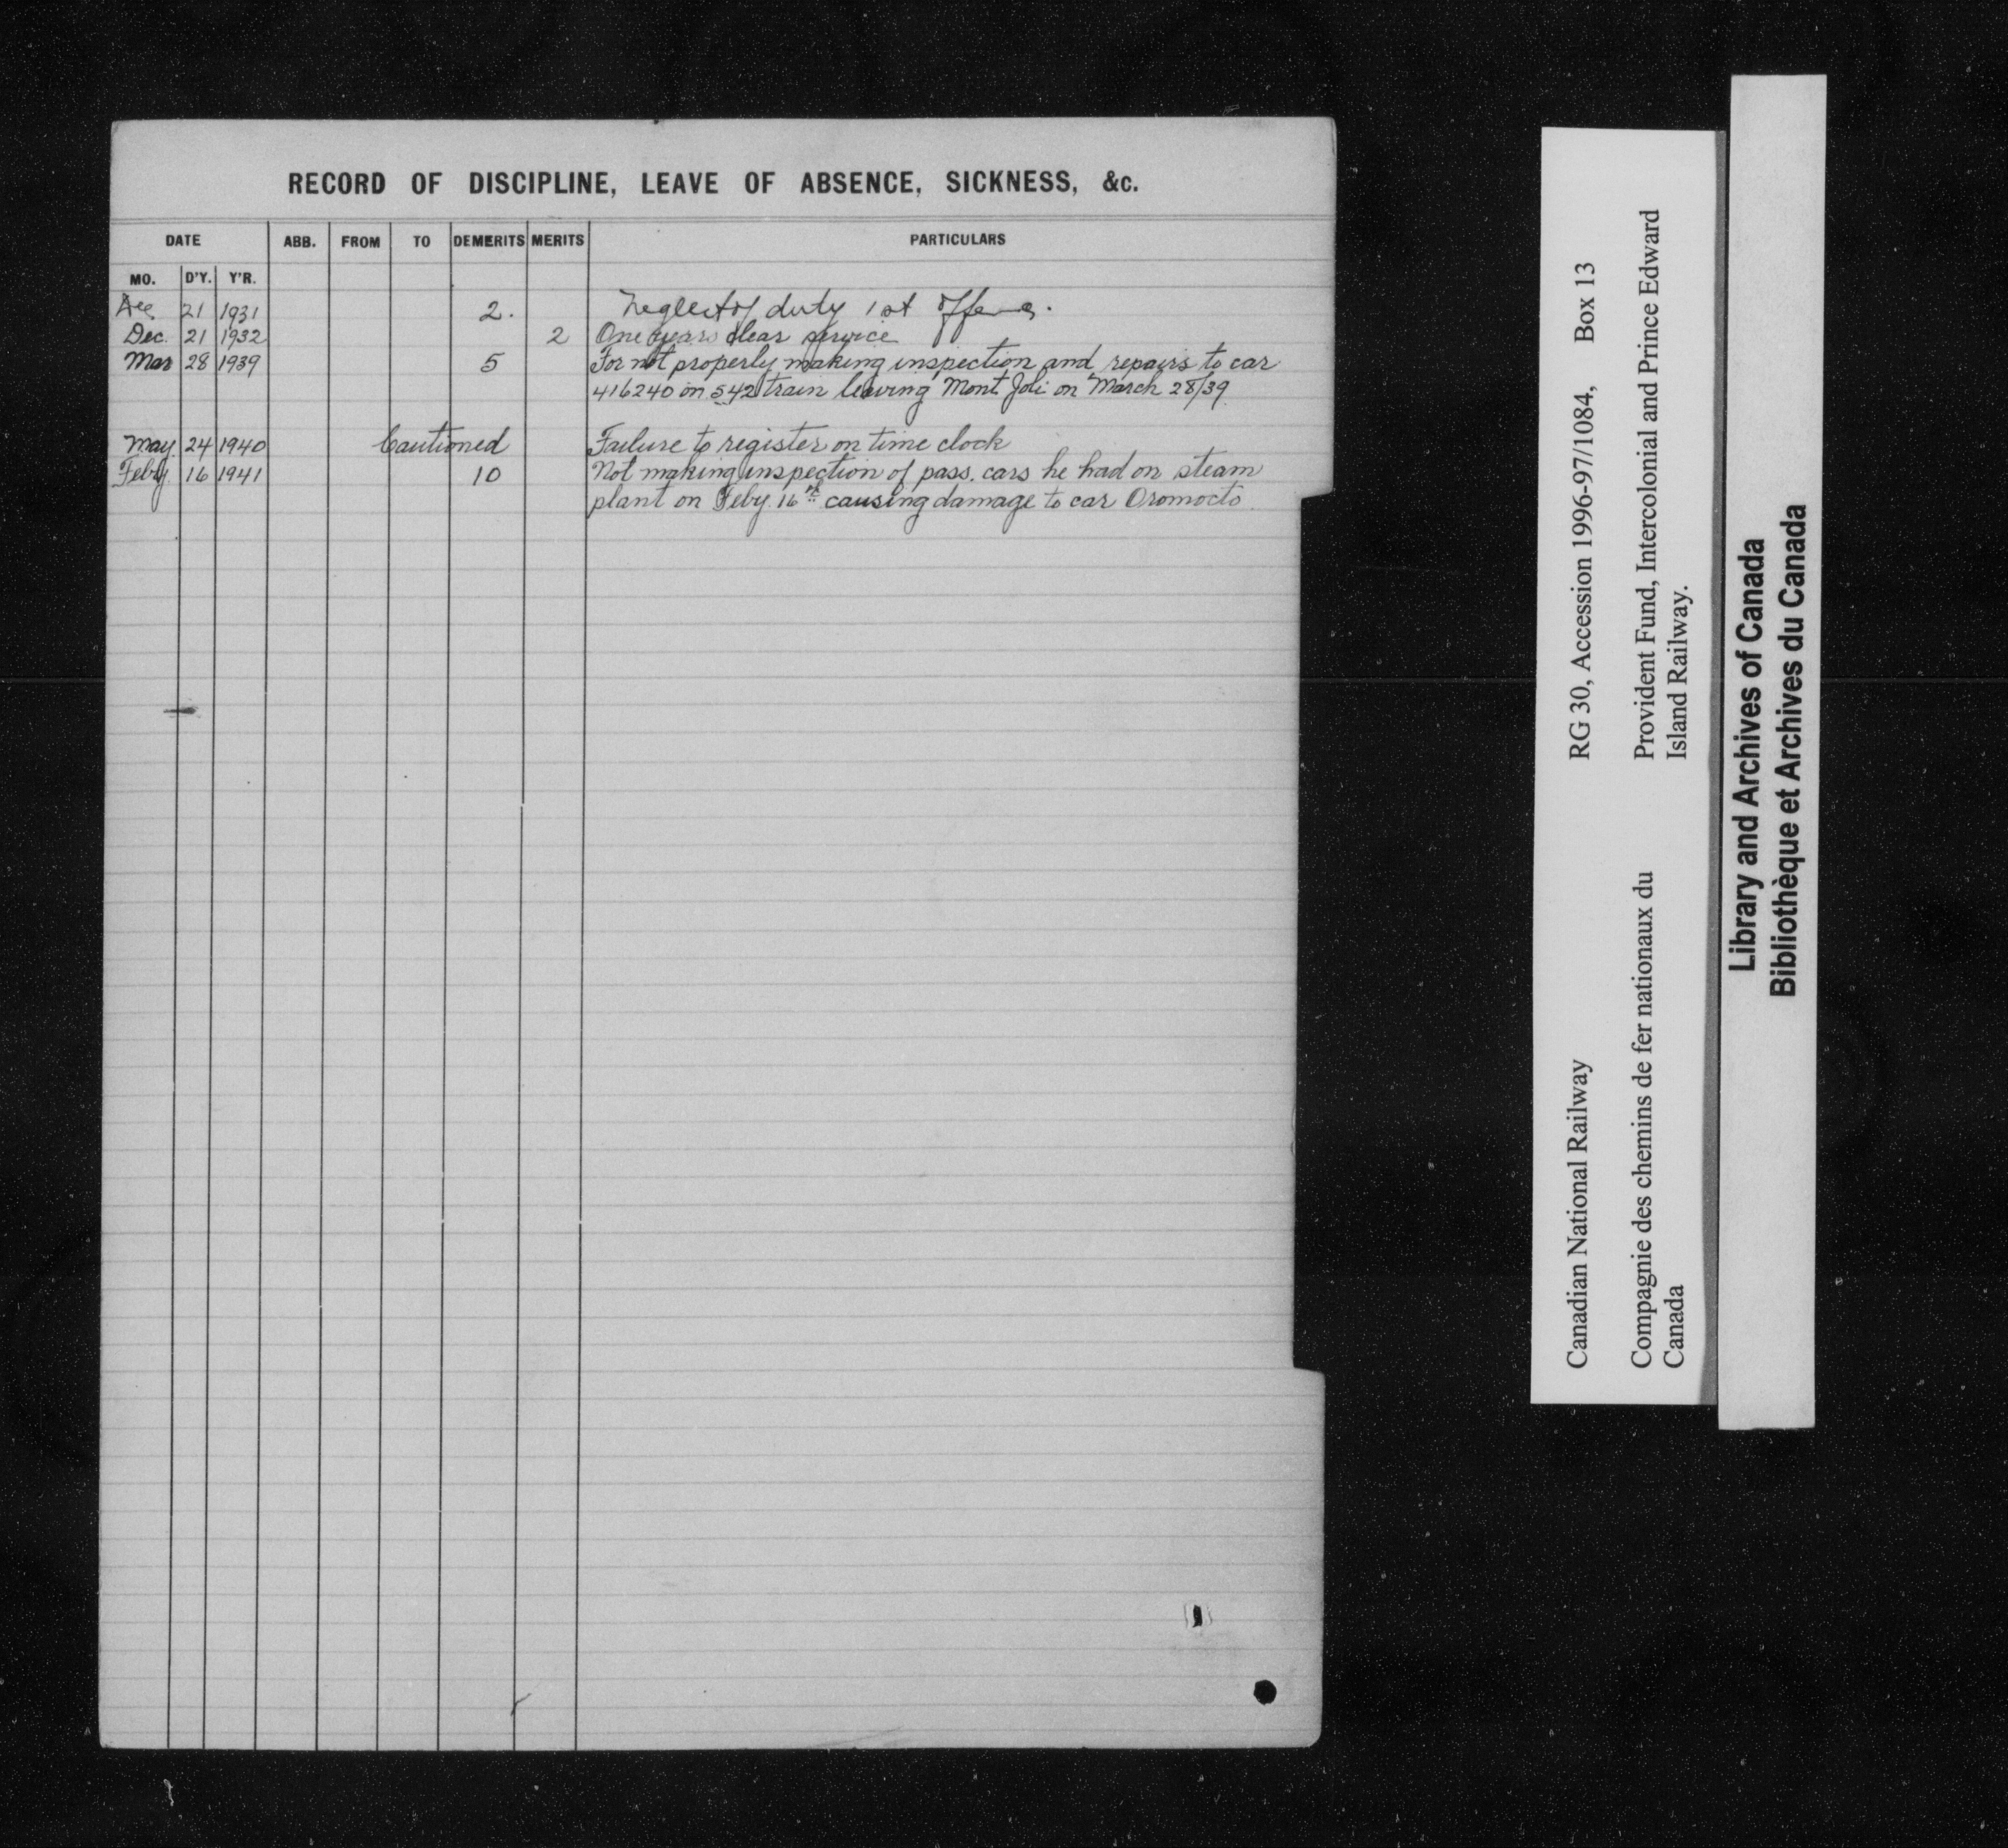 RECORD OF DISCIPLINE, LEAVE OF ABSENCE, SICKNESS, &c.
DATE ABB. FROM TO DEMERITS MERITS PARTICULARS
MO. D'Y. Y'R.
Dec 21 1931 2. Neglect of duty 1st offence.
Dec. 21 1932 2 One years clear service
Mar 28 1939 5 For not properly making inspection and repairs to car
416240 on 542 train leaving Mont Joli on March 28/39
May. 24 1940 Cautioned Failure to register on time clock
Feby. 16 1941 10 Not making inspection of pass. cars he had on steam
plant on Feby. 16th causing damage to car Oromocto.
Canadian National Railway RG 30, Accession 1996-97/1084, Box 13
Compagnie des chemins de fer nationaux du Provident Fund, Intercolonial and Prince Edward
Canada Island Railway.
Library and Archives of Canada
Bibliothèque et Archives du Canada